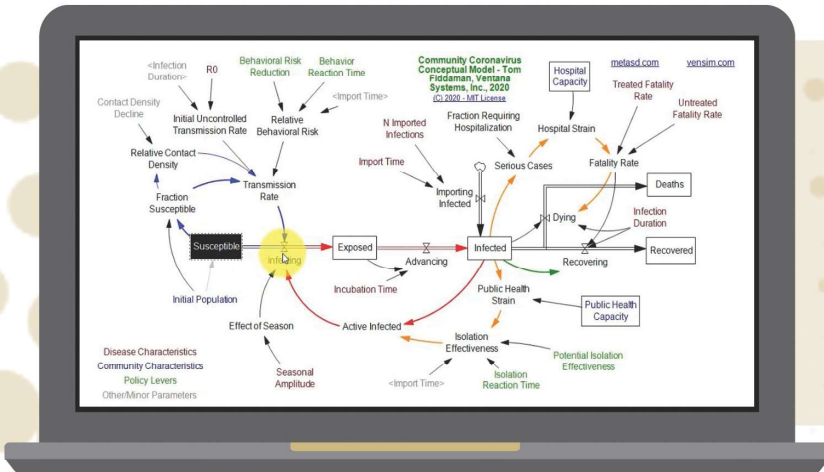 <Infection
Duration>
R0
Behavioral Risk
Reduction
Behavior
Reaction Time
Community Coronavirus
Conceptual Model - Tom
Fiddaman, Ventana
Systems, Inc., 2020
(C) 2020 - MIT License
Hospital
Capacity
metasd.com
vensim.com
Treated Fatality
Rate
Untreated
Fatality Rate
Contact Density
Decline
<Import Time>
Initial Uncontrolled
Transmission Rate
Relative
Behavioral Risk
N Imported
Infections
Fraction Requiring
Hospitalization
Hospital Strain
Relative Contact
Density
Import Time
Serious Cases
Fatality Rate
Transmission
Rate
Fraction
Susceptible
Importing
Infected
Deaths
Dying
Infection
Duration
Susceptible
Infecting
Exposed
Advancing
Infected
Recovering
Recovered
Initial Population
Incubation Time
Public Health
Strain
Public Health
Capacity
Effect of Season
Active Infected
Isolation
Effectiveness
Potential Isolation
Effectiveness
Seasonal
Amplitude
<Import Time>
Isolation
Reaction Time
Disease Characteristics
Community Characteristics
Policy Levers
Other/Minor Parameters